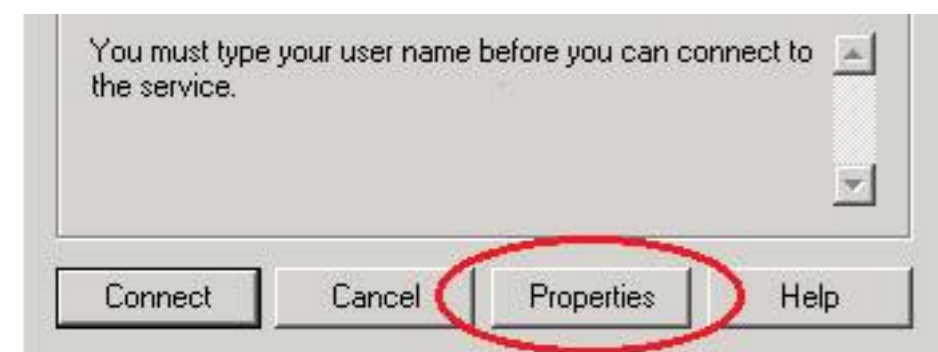 You must type your user name before you can connect to
the service.
Connect Cancel Properties Help